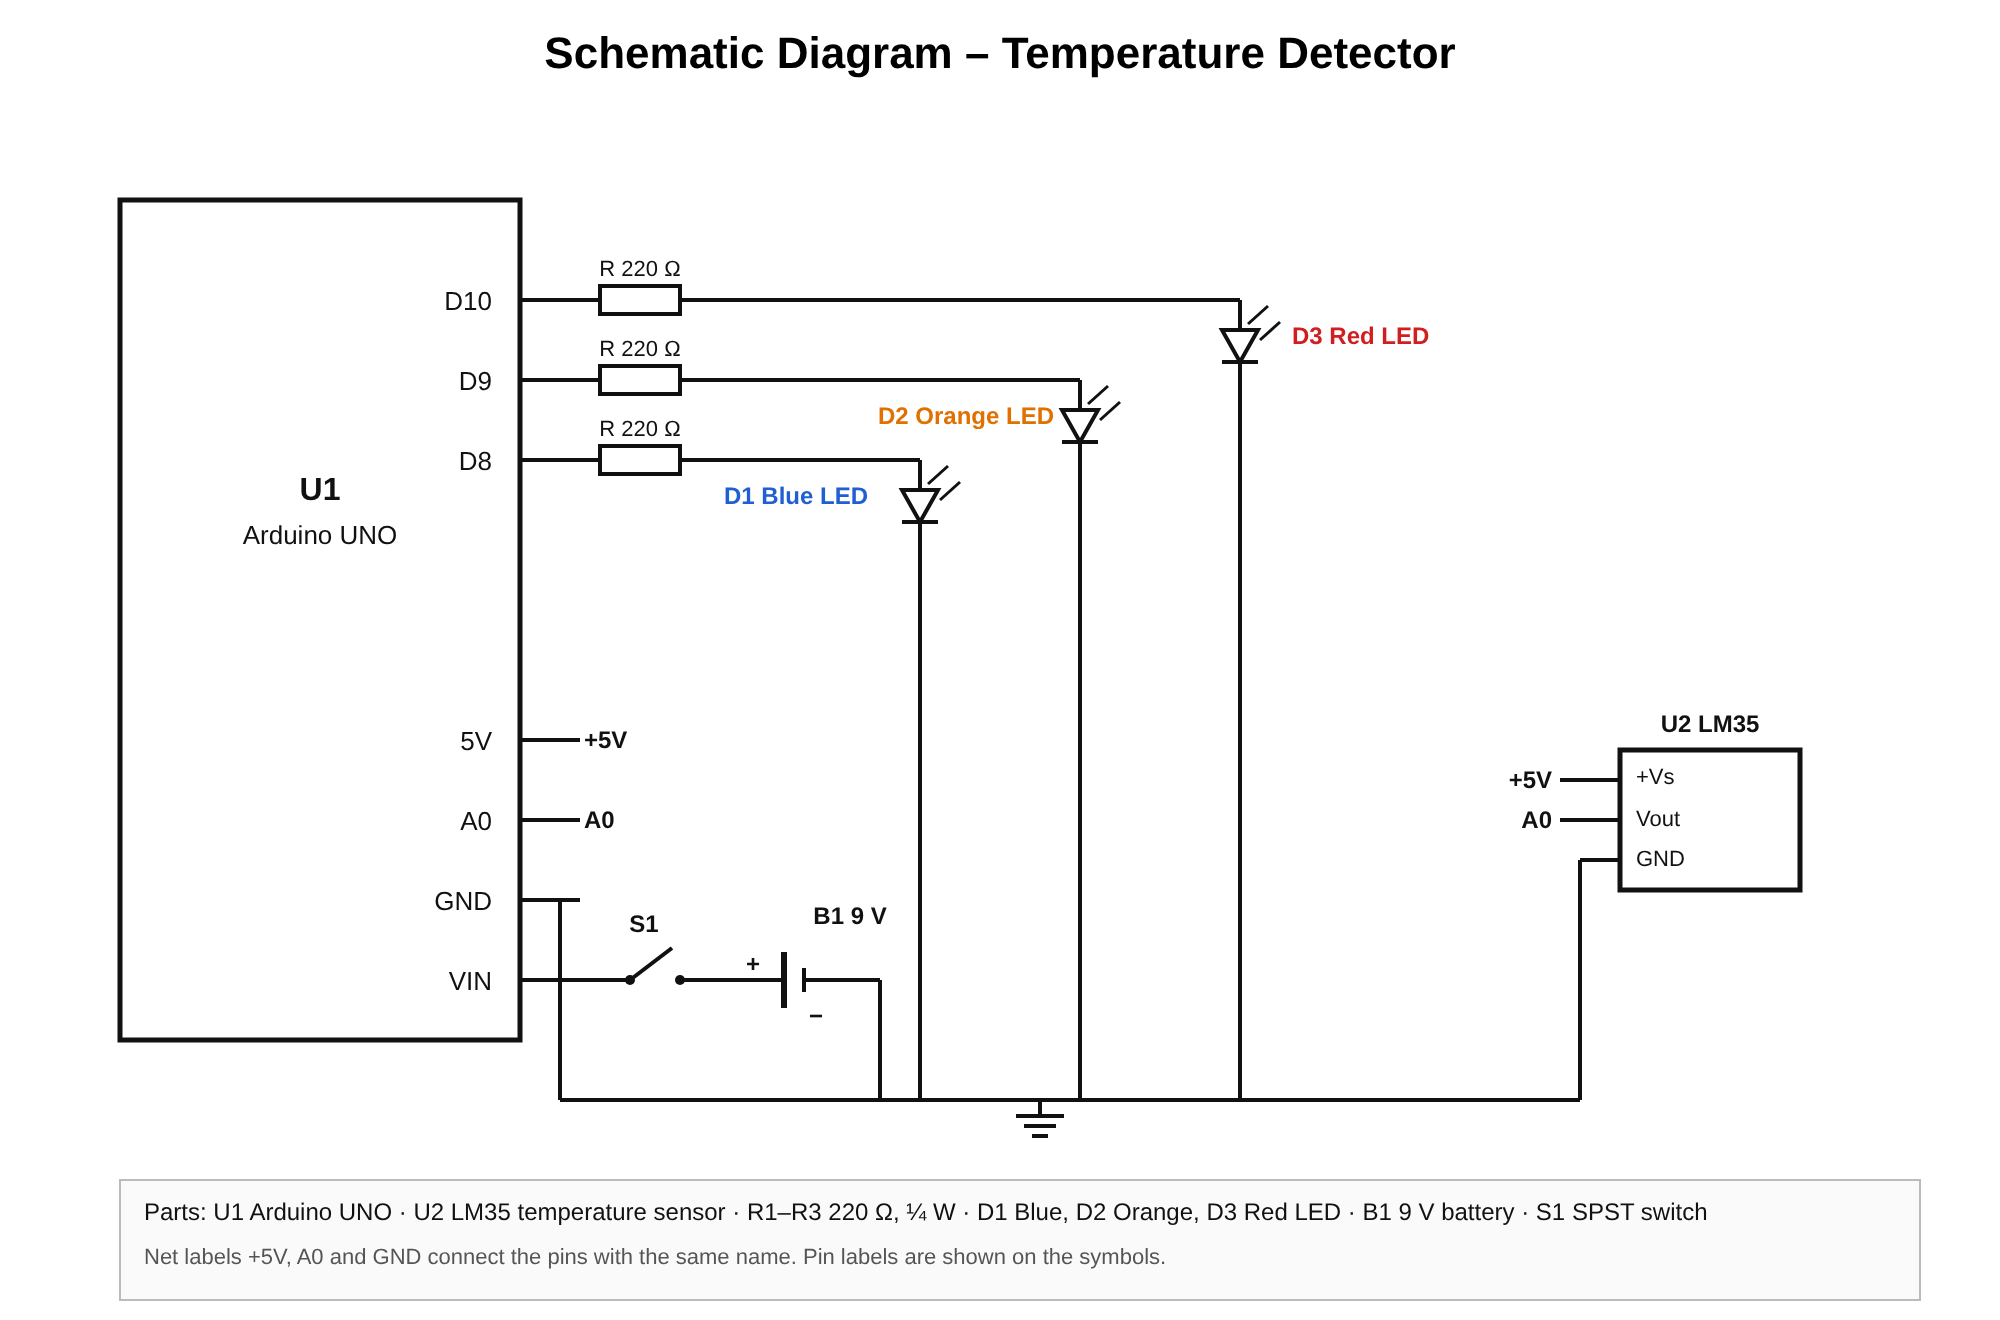 Schematic Diagram – Temperature Detector
R 220 Ω
D10
D3 Red LED
R 220 Ω
D9
D2 Orange LED
R 220 Ω
D8
D1 Blue LED
U1
Arduino UNO
U2 LM35
5V
+5V
+5V
+Vs
A0
A0
A0
Vout
GND
GND
S1
B1 9 V
+
VIN
–
Parts: U1 Arduino UNO · U2 LM35 temperature sensor · R1–R3 220 Ω, ¼ W · D1 Blue, D2 Orange, D3 Red LED · B1 9 V battery · S1 SPST switch
Net labels +5V, A0 and GND connect the pins with the same name. Pin labels are shown on the symbols.